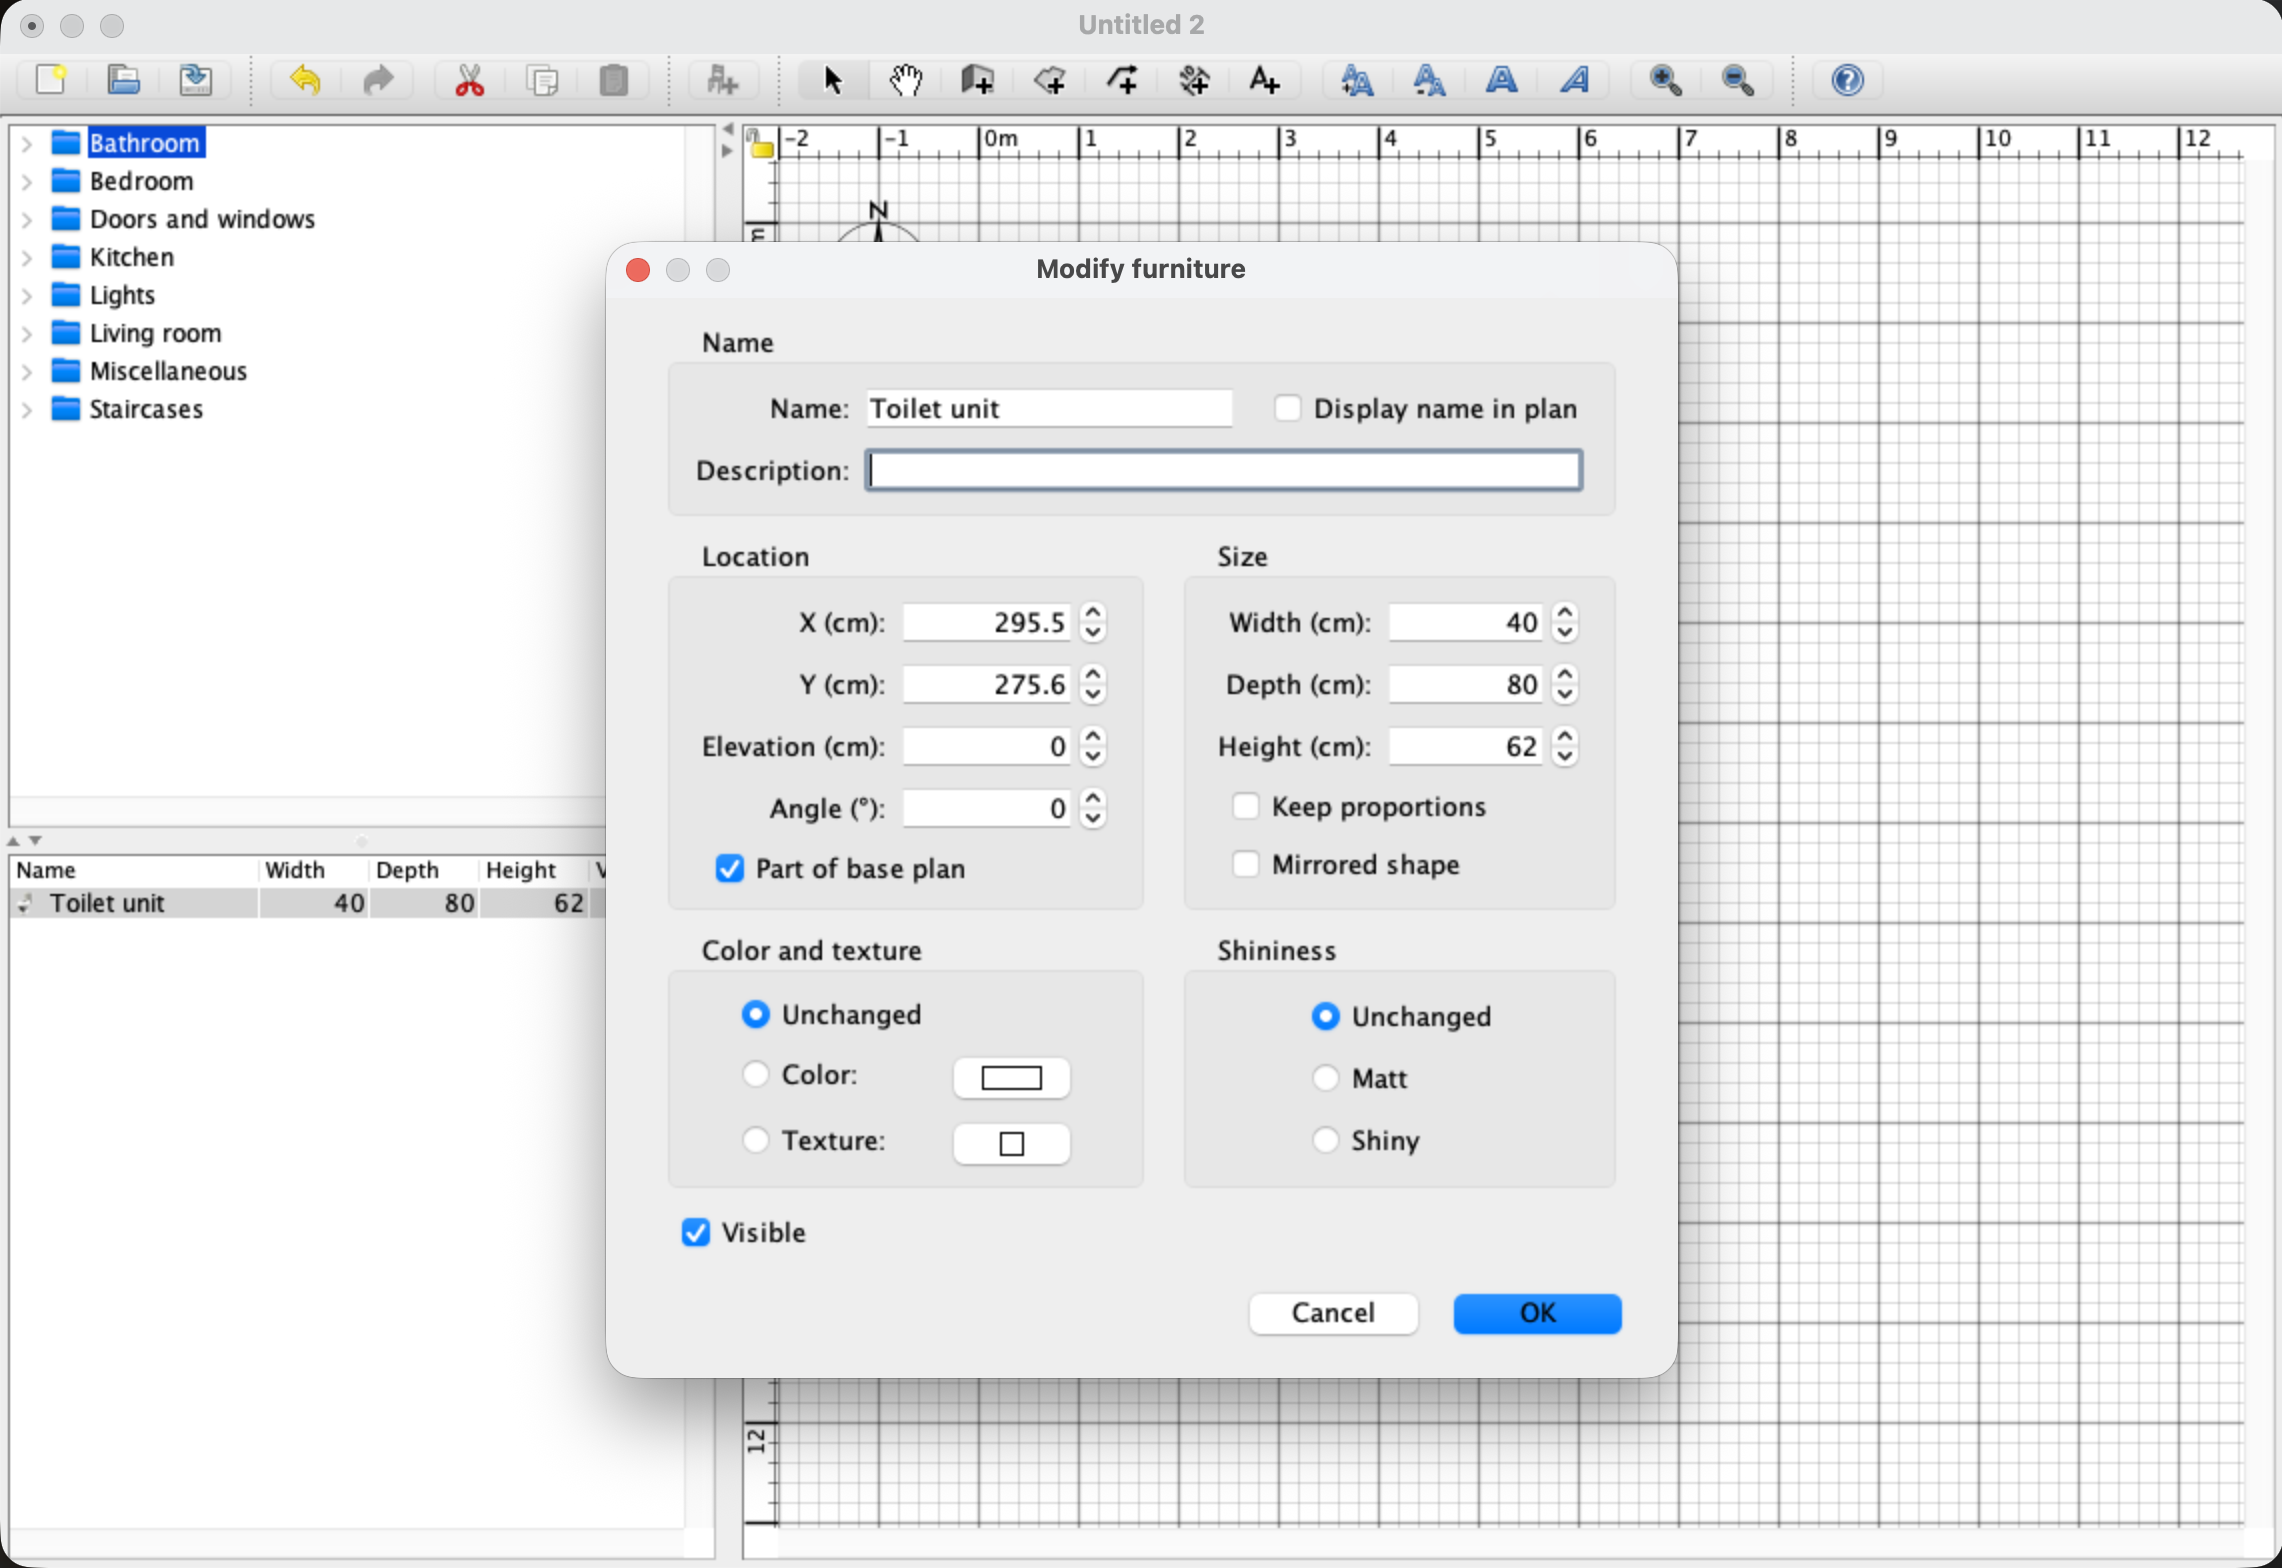 Untitled 2
Bathroom
Bedroom
Doors and windows
Kitchen
Lights
Living room
Miscellaneous
Staircases
-2 -1 0m 1 2 3 4 5 6 7 8 9 10 11 12
N
m
Modify furniture
Name
Name: Toilet unit Display name in plan
Description:
Location
X (cm): 295.5
Y (cm): 275.6
Elevation (cm): 0
Angle (°): 0
Part of base plan
Size
Width (cm): 40
Depth (cm): 80
Height (cm): 62
Keep proportions
Mirrored shape
Color and texture
Unchanged
Color:
Texture:
Shininess
Unchanged
Matt
Shiny
Visible
Cancel OK
Name Width Depth Height V
Toilet unit 40 80 62
12